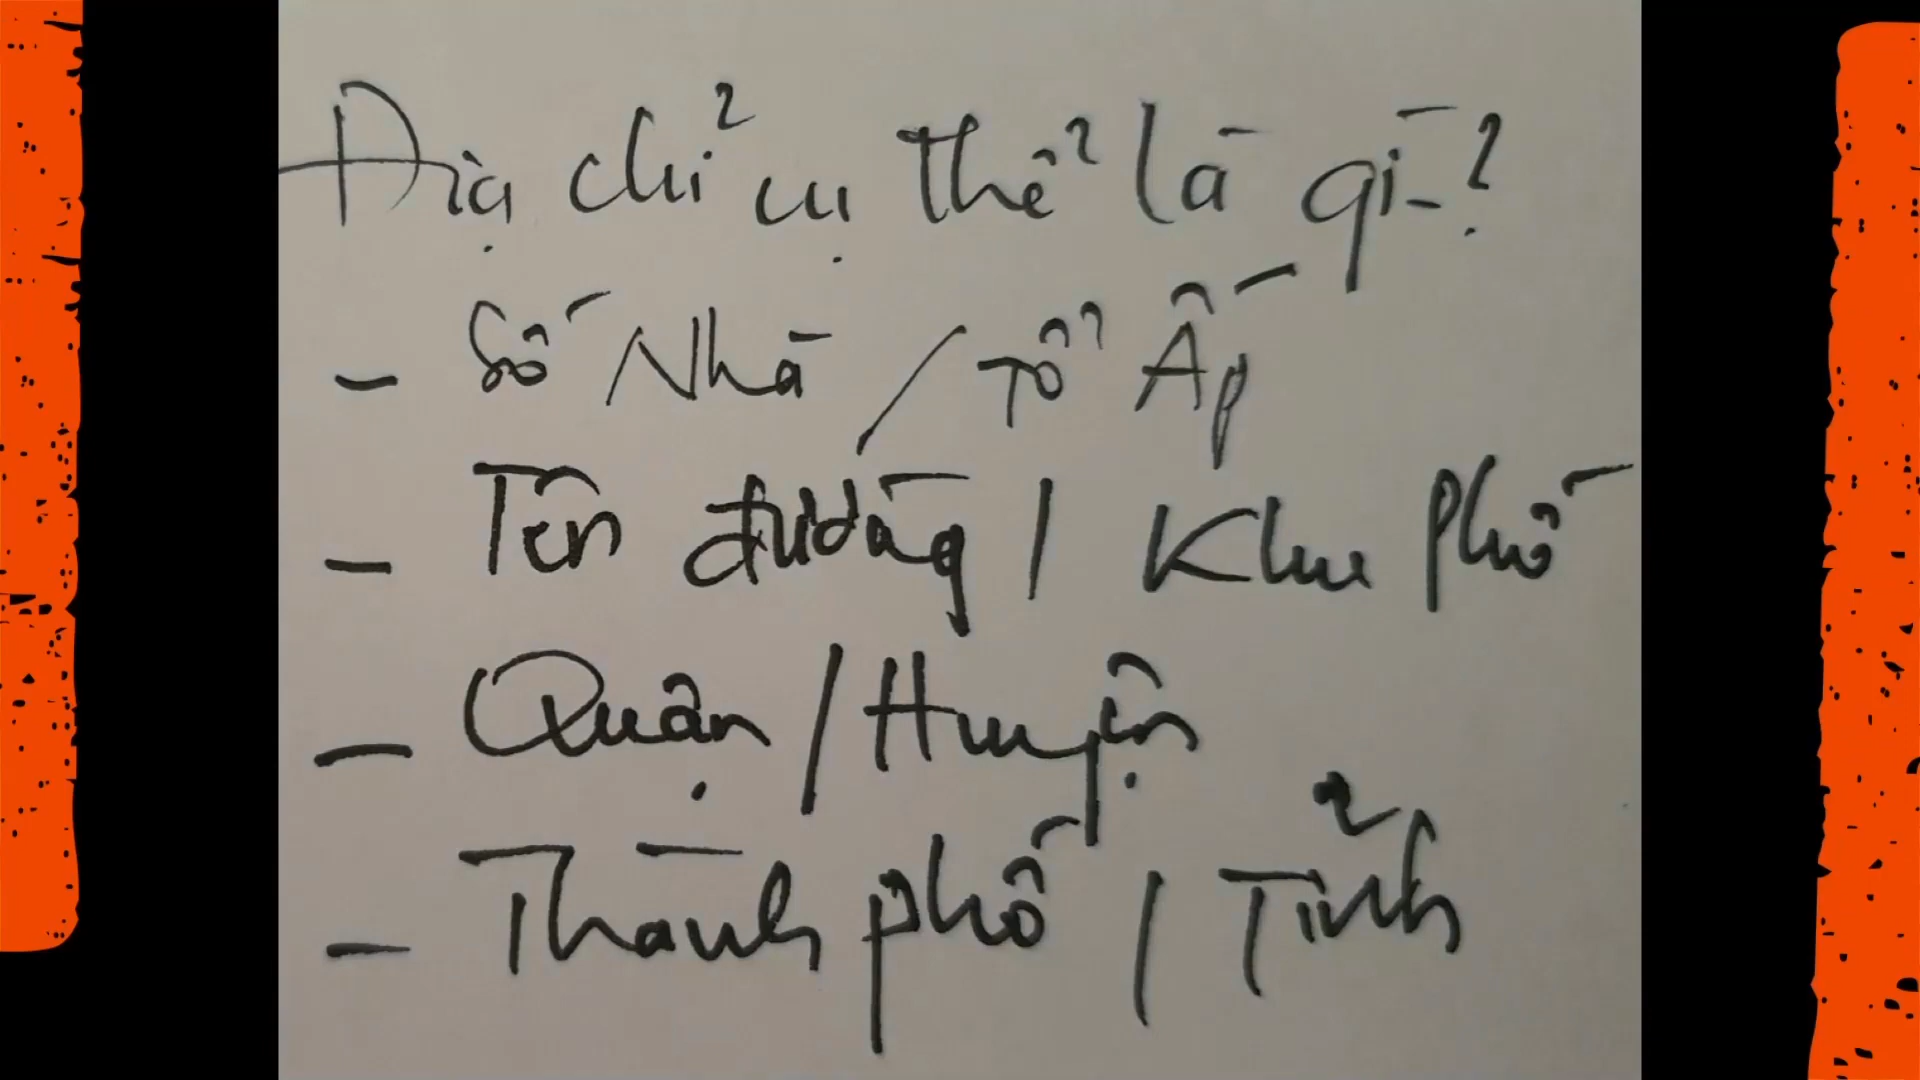 Địa chỉ cụ thể là gì?
- Số Nhà / Tổ Ấp
- Tên đường / Khu Phố
- Quận / Huyện
- Thành phố / Tỉnh